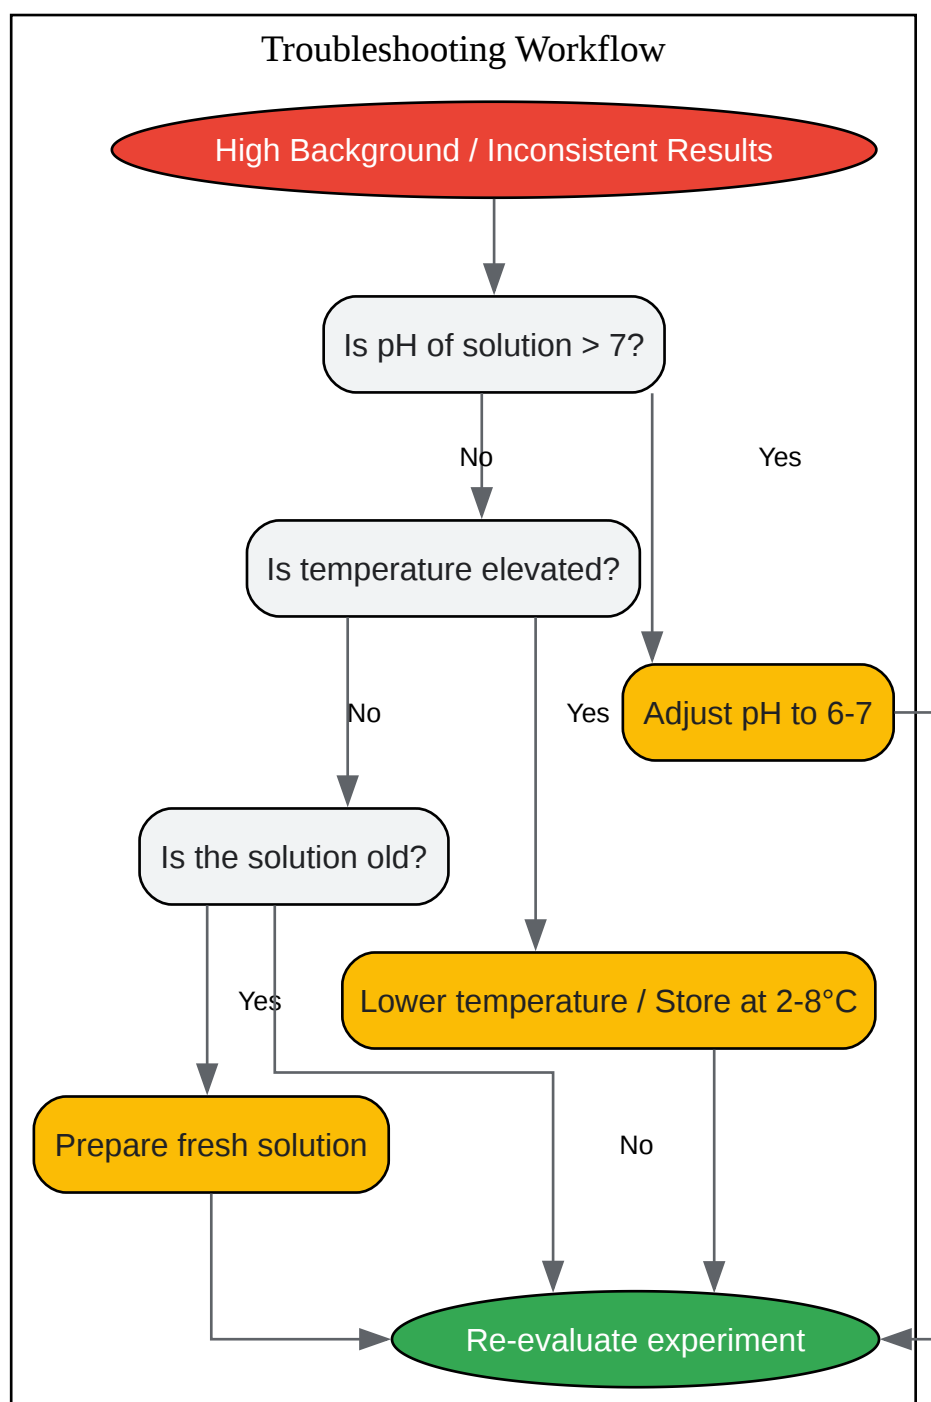 Troubleshooting Workflow
High Background / Inconsistent Results
Is pH of solution > 7?
No
Yes
Is temperature elevated?
No
Yes
Adjust pH to 6-7
Is the solution old?
Yes
Lower temperature / Store at 2-8°C
Prepare fresh solution
No
Re-evaluate experiment